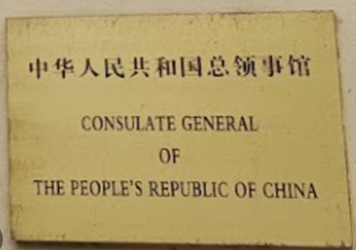 中华人民共和国总领事馆
CONSULATE GENERAL
OF
THE PEOPLE'S REPUBLIC OF CHINA